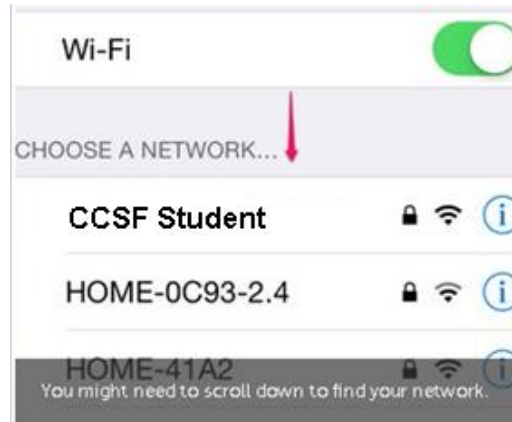 Wi-Fi
CHOOSE A NETWORK...
CCSF Student
HOME-0C93-2.4
HOME-41A2
You might need to scroll down to find your network.